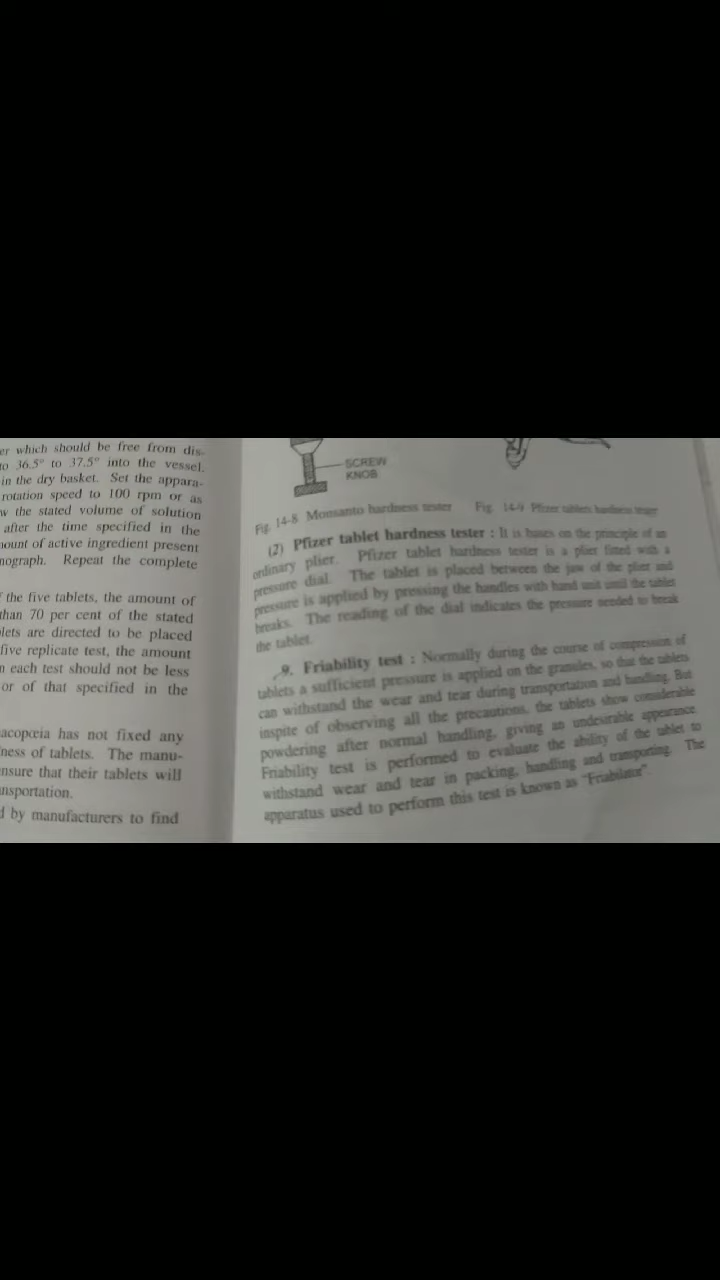 er which should be free from dis-
to 36.5° to 37.5° into the vessel.
in the dry basket. Set the appara-
rotation speed to 100 rpm or as
w the stated volume of solution
after the time specified in the
nount of active ingredient present
nograph. Repeat the complete
f the five tablets, the amount of
than 70 per cent of the stated
blets are directed to be placed
five replicate test, the amount
n each test should not be less
or of that specified in the
acopœia has not fixed any
ness of tablets. The manu-
ensure that their tablets will
ansportation.
d by manufacturers to find
SCREW
KNOB
Fig. 14-8 Monsanto hardness tester
Fig. 14-9 Pfizer tablets hardness tester
(2) Pfizer tablet hardness tester : It is bases on the principle of an
ordinary plier. Pfizer tablet hardness tester is a plier fitted with a
pressure dial. The tablet is placed between the jaw of the plier and
pressure is applied by pressing the handles with hand unit until the tablet
breaks. The reading of the dial indicates the pressure needed to break
the tablet.
9. Friability test : Normally during the course of compression of
tablets a sufficient pressure is applied on the granules, so that the tablets
can withstand the wear and tear during transportation and handling. But
inspite of observing all the precautions, the tablets show considerable
powdering after normal handling, giving an undesirable appearance.
Friability test is performed to evaluate the ability of the tablet to
withstand wear and tear in packing, handling and transporting. The
apparatus used to perform this test is known as "Friabilator".